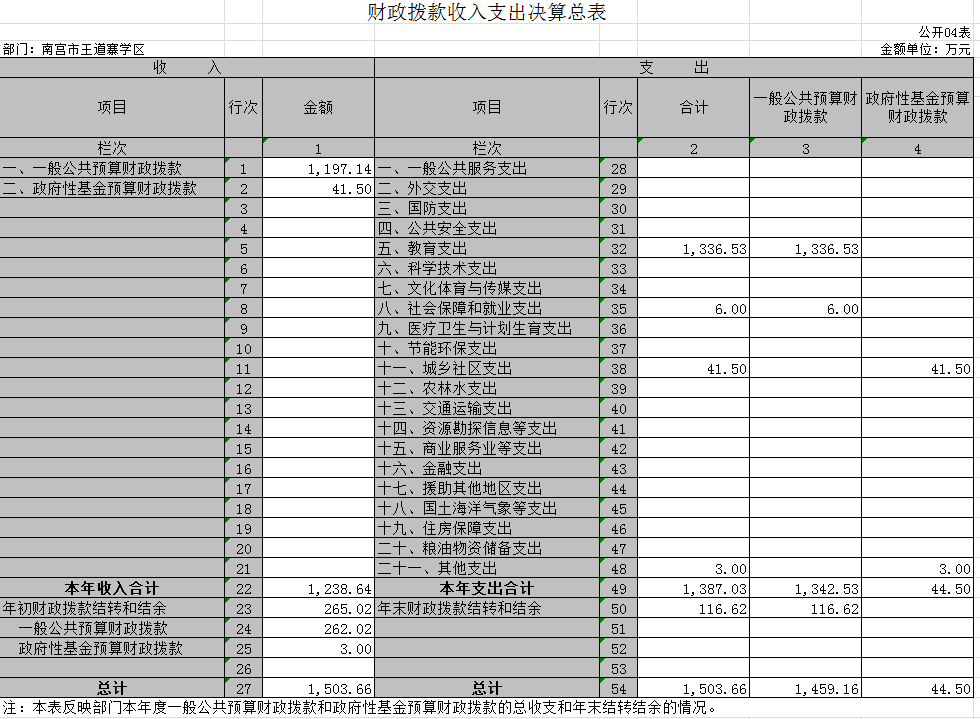 财政拨款收入支出决算总表
公开04表
部门：南宫市王道寨学区 金额单位：万元
收 入 支 出
项目 行次 金额 项目 行次 合计 一般公共预算财政拨款 政府性基金预算财政拨款
栏次 1 栏次 2 3 4
一、一般公共预算财政拨款 1 1,197.14 一、一般公共服务支出 28
二、政府性基金预算财政拨款 2 41.50 二、外交支出 29
3 三、国防支出 30
4 四、公共安全支出 31
5 五、教育支出 32 1,336.53 1,336.53
6 六、科学技术支出 33
7 七、文化体育与传媒支出 34
8 八、社会保障和就业支出 35 6.00 6.00
9 九、医疗卫生与计划生育支出 36
10 十、节能环保支出 37
11 十一、城乡社区支出 38 41.50 41.50
12 十二、农林水支出 39
13 十三、交通运输支出 40
14 十四、资源勘探信息等支出 41
15 十五、商业服务业等支出 42
16 十六、金融支出 43
17 十七、援助其他地区支出 44
18 十八、国土海洋气象等支出 45
19 十九、住房保障支出 46
20 二十、粮油物资储备支出 47
21 二十一、其他支出 48 3.00 3.00
本年收入合计 22 1,238.64 本年支出合计 49 1,387.03 1,342.53 44.50
年初财政拨款结转和结余 23 265.02 年末财政拨款结转和结余 50 116.62 116.62
一般公共预算财政拨款 24 262.02 51
政府性基金预算财政拨款 25 3.00 52
26 53
总计 27 1,503.66 总计 54 1,503.66 1,459.16 44.50
注：本表反映部门本年度一般公共预算财政拨款和政府性基金预算财政拨款的总收支和年末结转结余的情况。